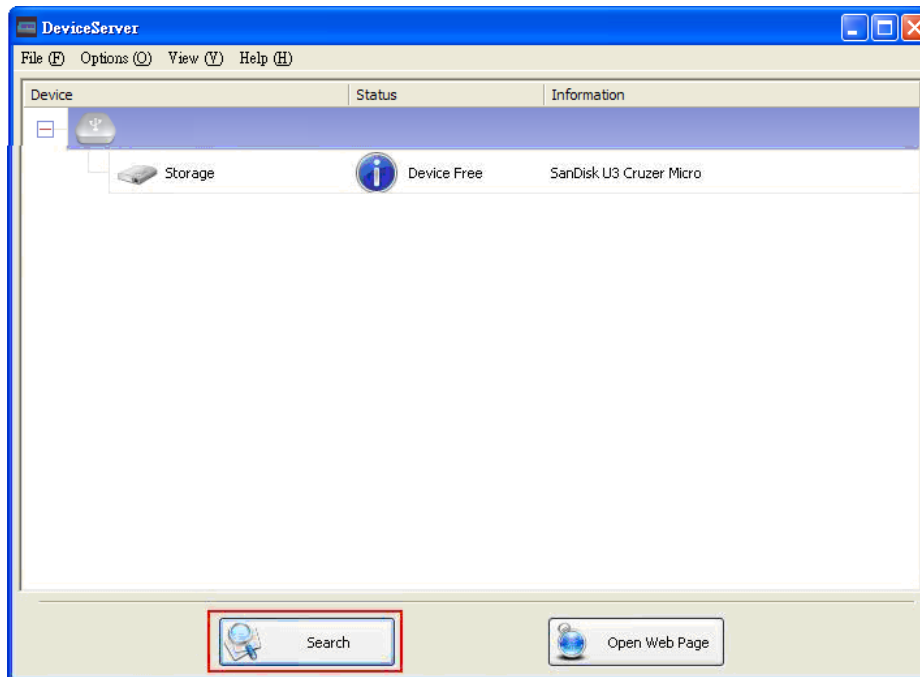 DeviceServer
File (F) Options (O) View (V) Help (H)
Device Status Information
Storage Device Free SanDisk U3 Cruzer Micro
Search Open Web Page